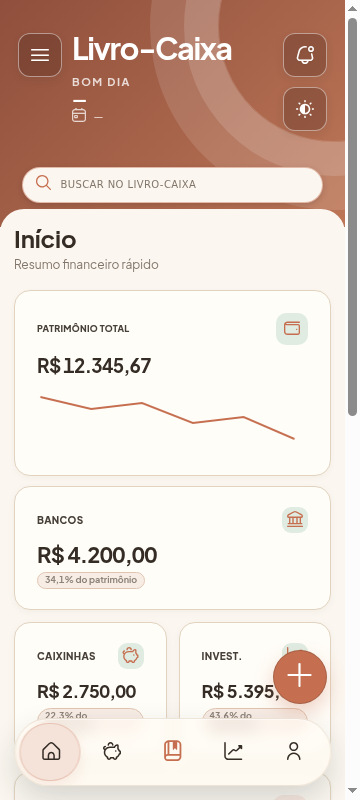 Livro-Caixa
BOM DIA
—
—
BUSCAR NO LIVRO-CAIXA
Início
Resumo financeiro rápido
PATRIMÔNIO TOTAL
R$ 12.345,67
BANCOS
R$ 4.200,00
34,1% do patrimônio
CAIXINHAS
R$ 2.750,00
22,3% do
INVEST.
R$ 5.395,
43,6% do